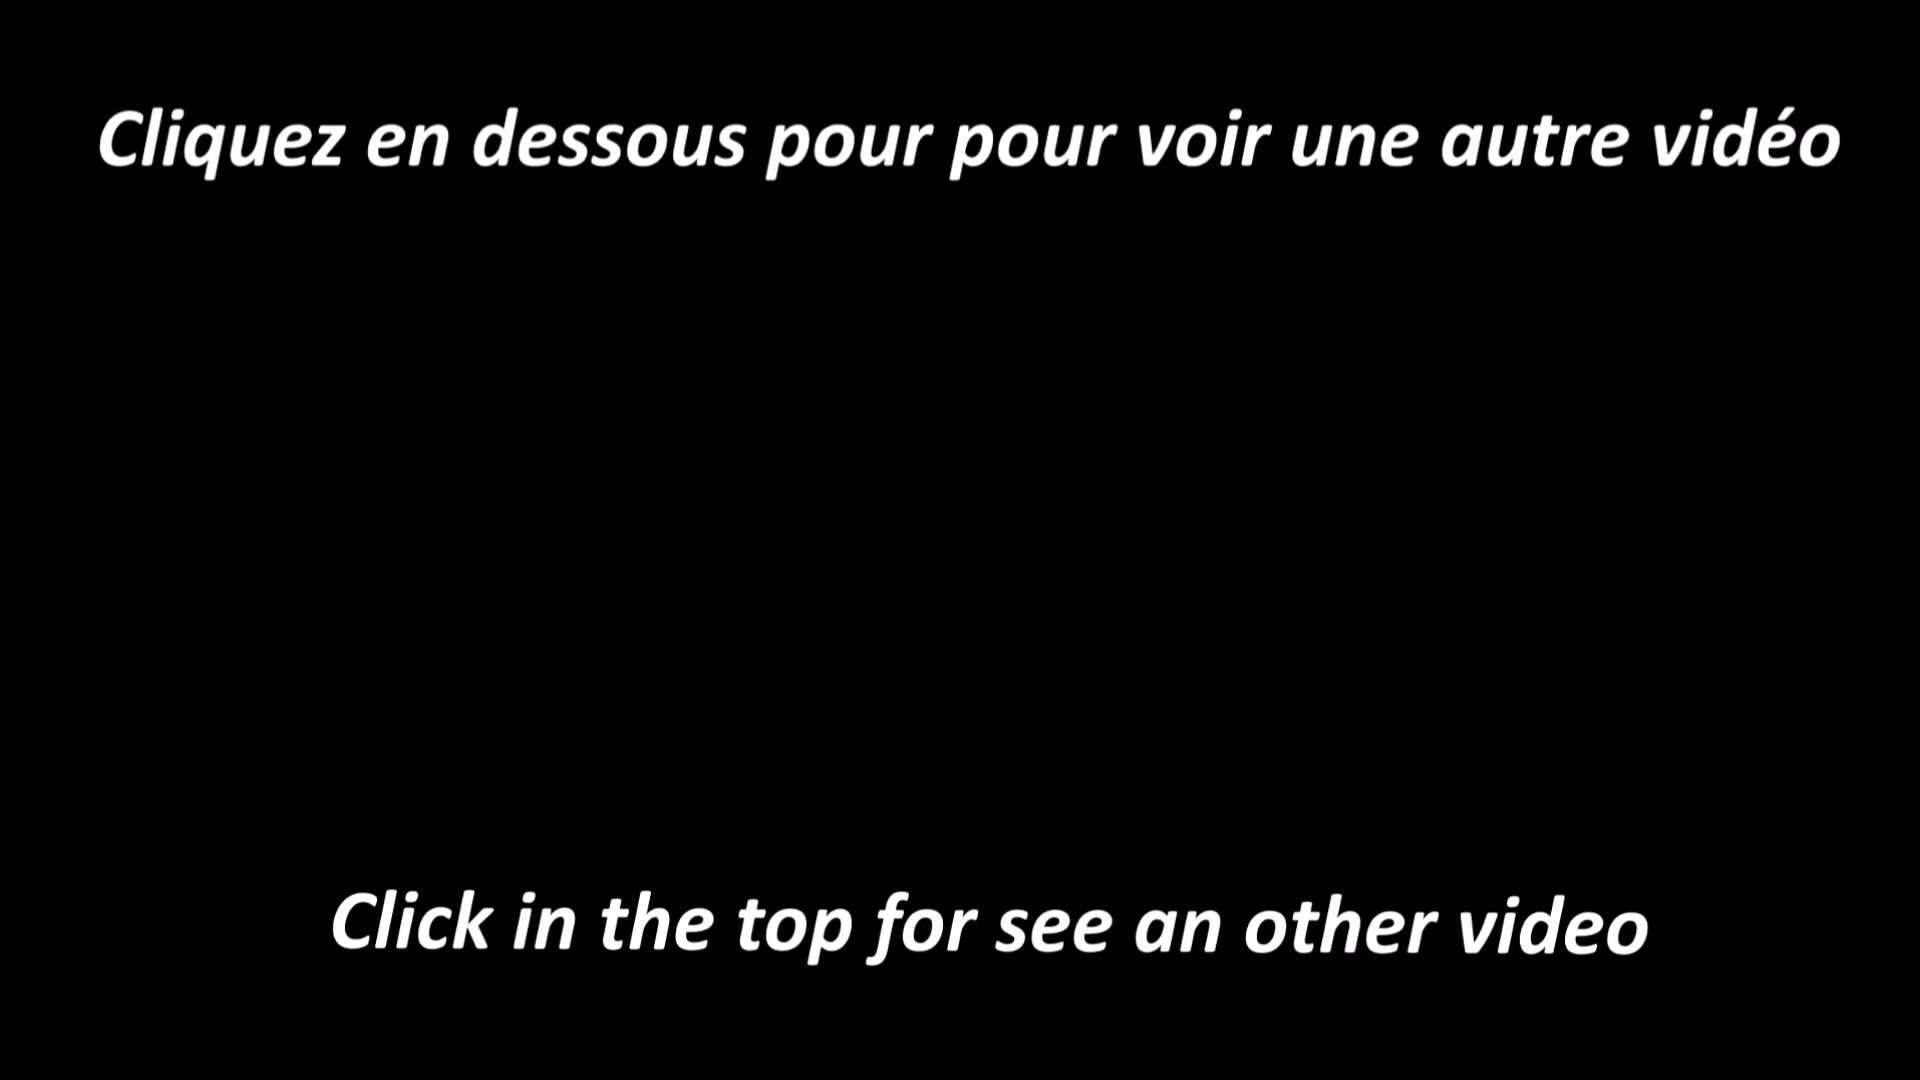 Cliquez en dessous pour pour voir une autre vidéo
Click in the top for see an other video